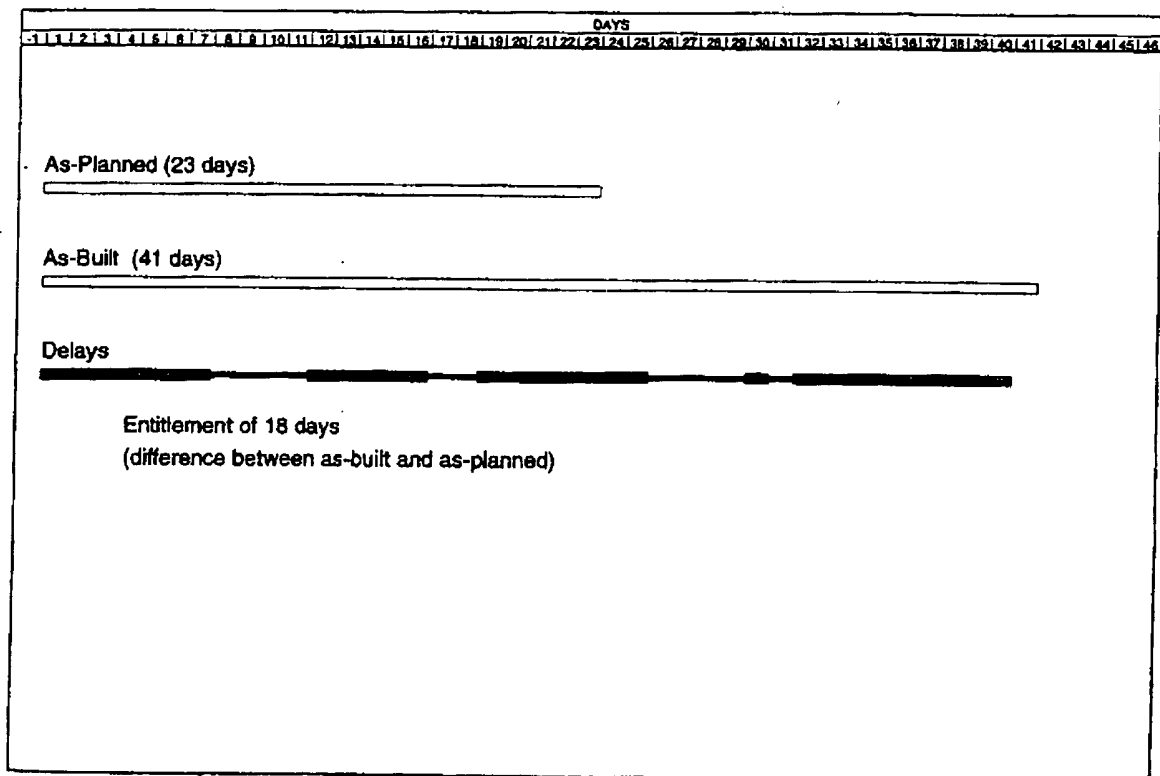 DAYS
-1 1 2 3 4 5 6 7 8 9 10 11 12 13 14 15 16 17 18 19 20 21 22 23 24 25 26 27 28 29 30 31 32 33 34 35 36 37 38 39 40 41 42 43 44 45 46
As-Planned (23 days)
As-Built (41 days)
Delays
Entitlement of 18 days
(difference between as-built and as-planned)